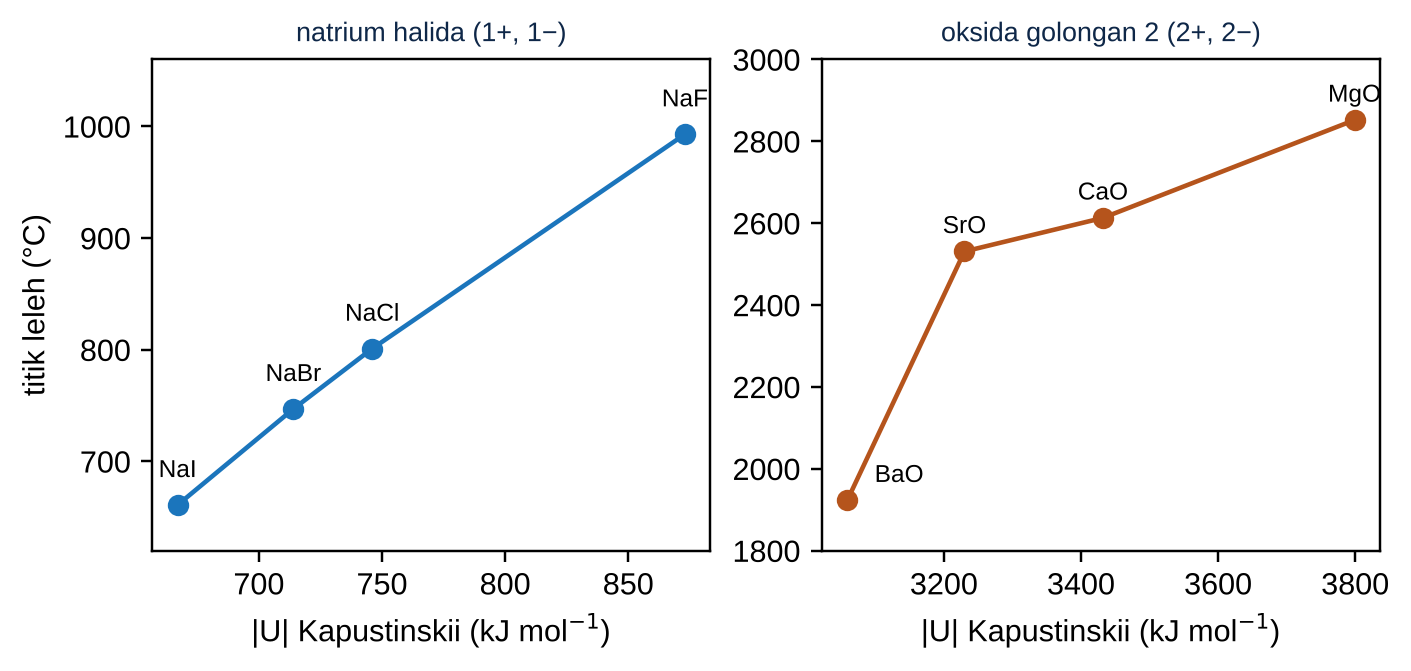 natrium halida (1+, 1−)
titik leleh (°C)
1000
900
800
700
NaF
NaCl
NaBr
NaI
700 750 800 850
|U| Kapustinskii (kJ mol⁻¹)
oksida golongan 2 (2+, 2−)
3000
2800
2600
2400
2200
2000
1800
MgO
CaO
SrO
BaO
3200 3400 3600 3800
|U| Kapustinskii (kJ mol⁻¹)